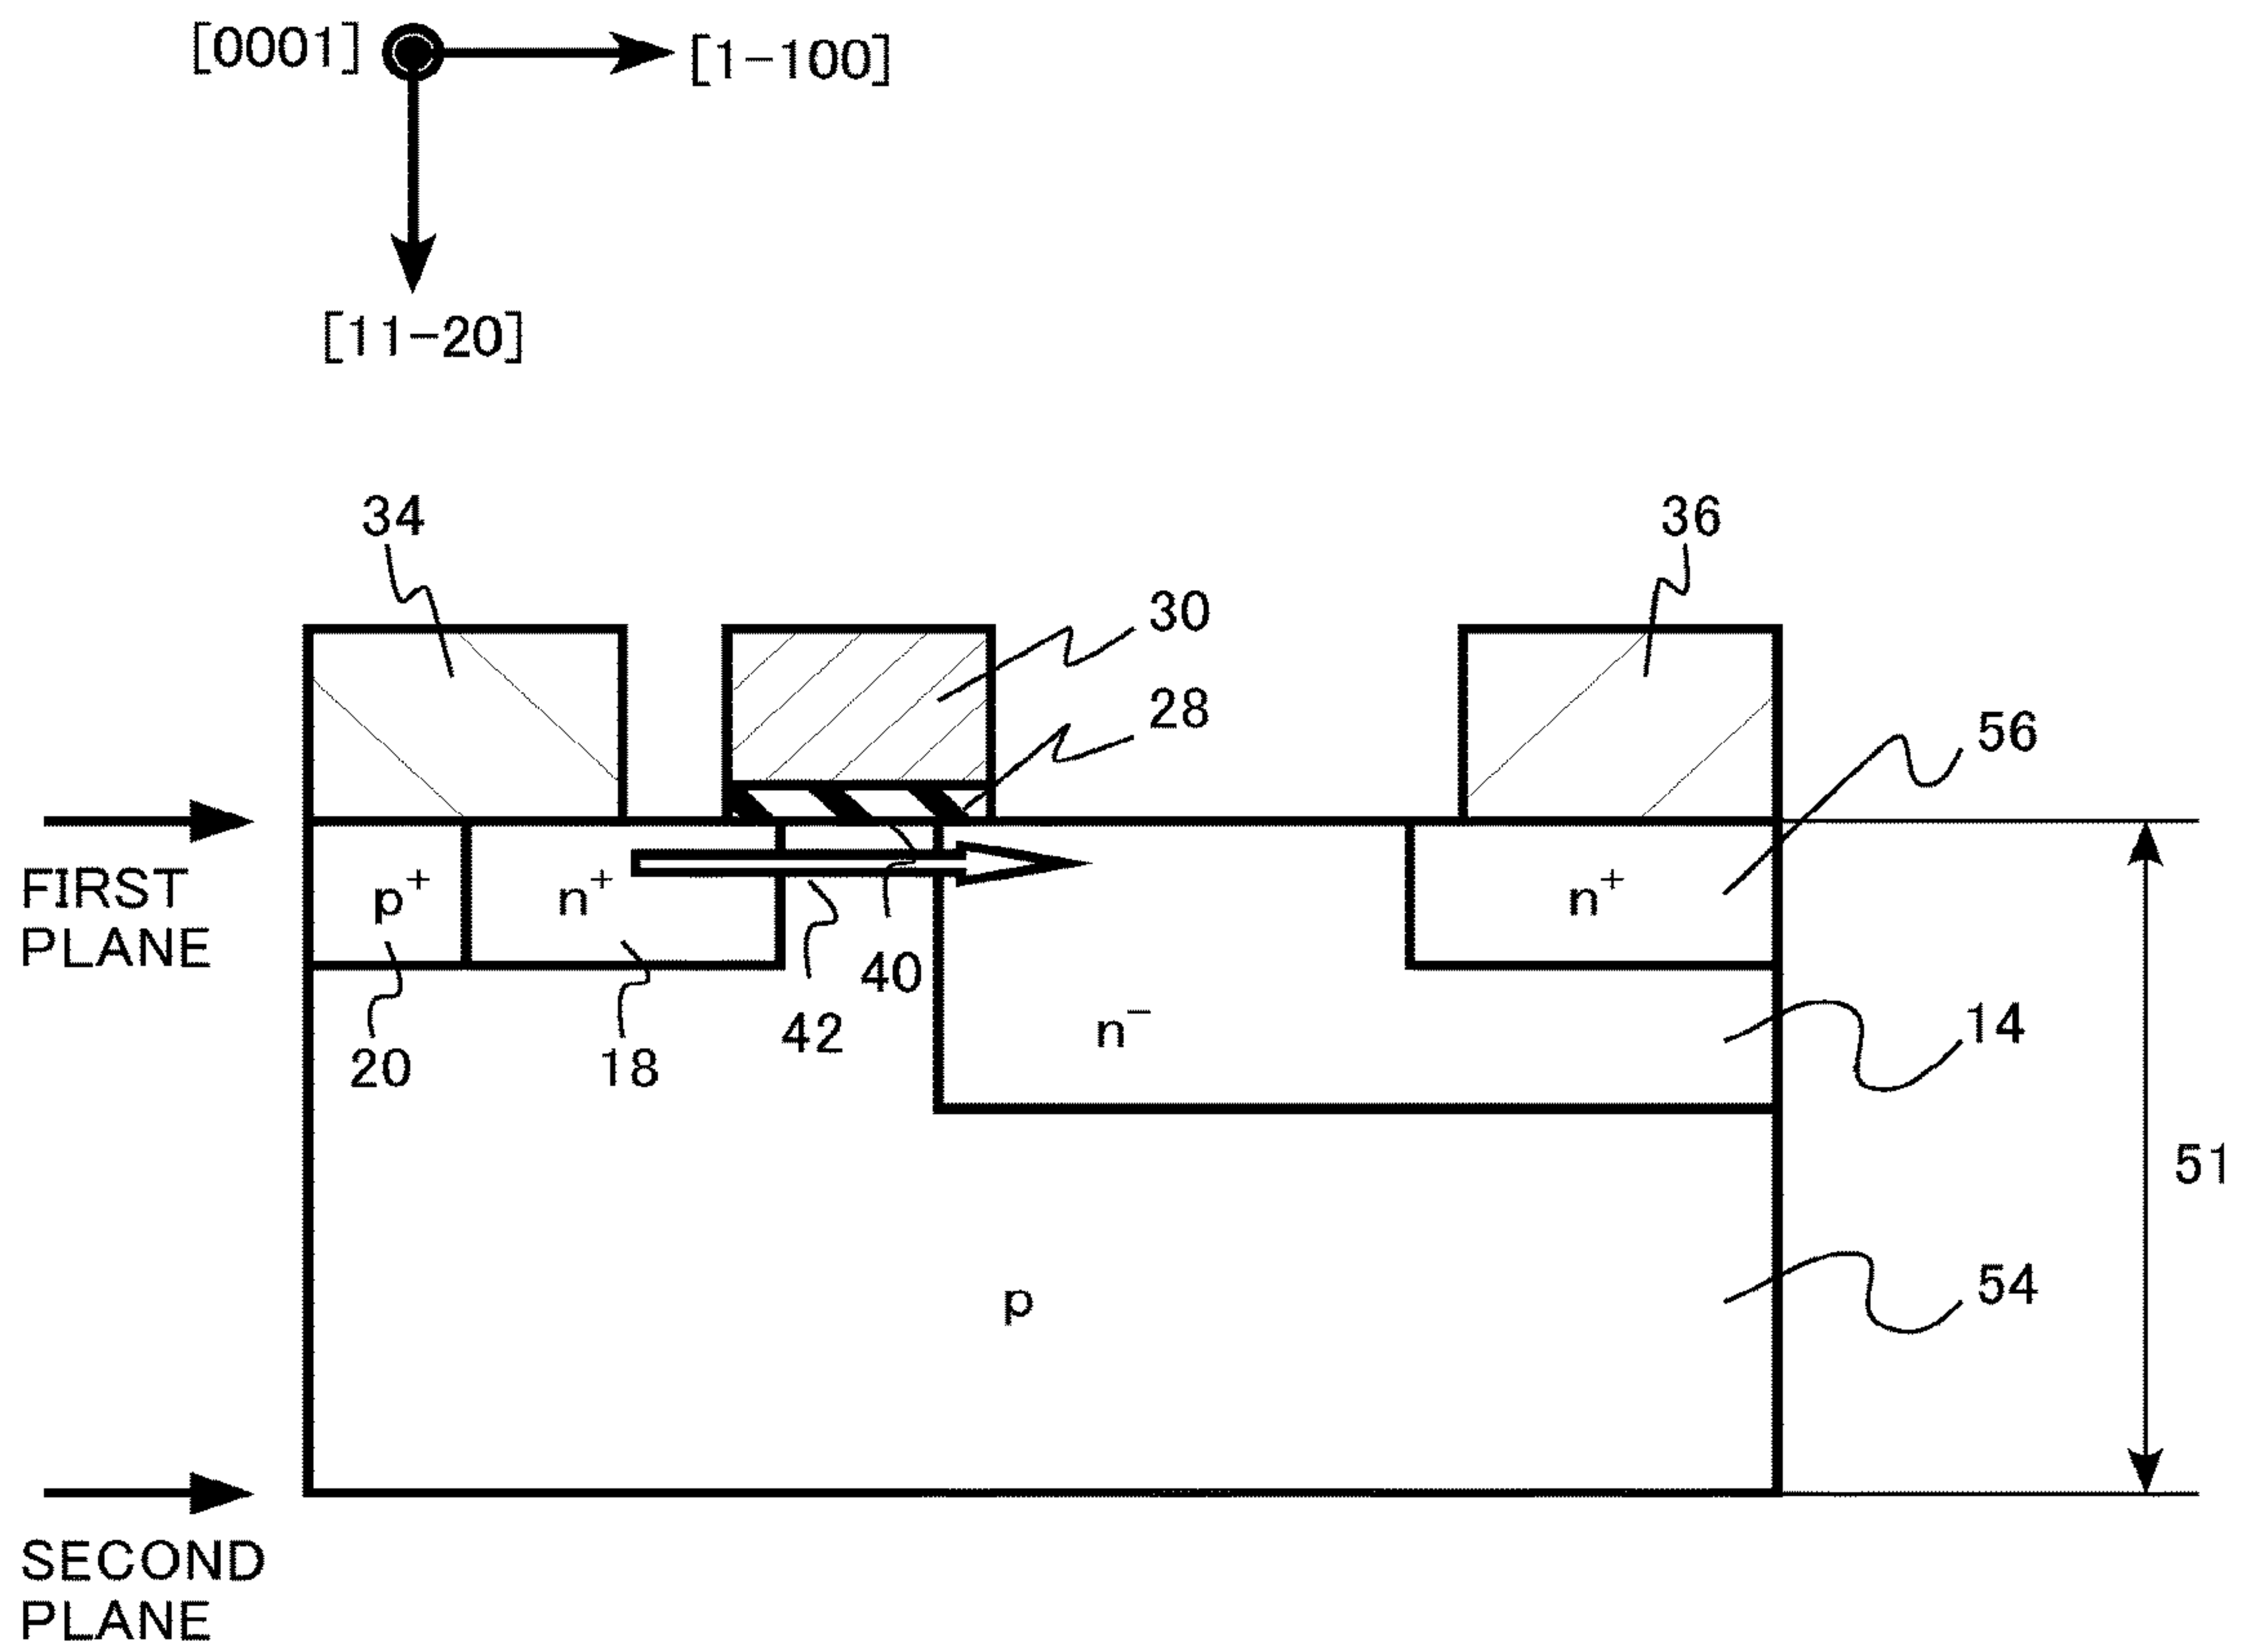 [0001]
[1-100]
[11-20]
34
36
30
28
56
FIRST
PLANE
p+
n+
n+
40
14
42
n−
20
18
51
54
p
SECOND
PLANE